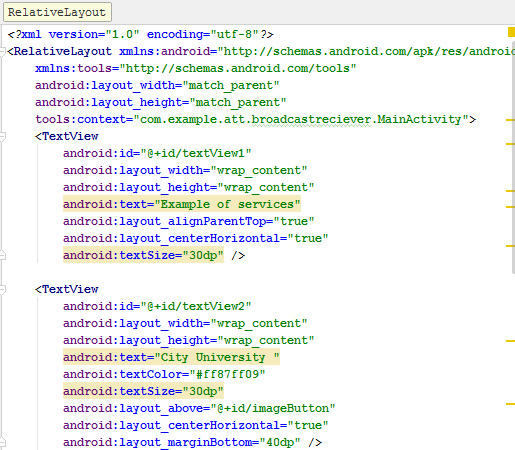 RelativeLayout
<?xml version="1.0" encoding="utf-8"?>
<RelativeLayout xmlns:android="http://schemas.android.com/apk/res/android
    xmlns:tools="http://schemas.android.com/tools"
    android:layout_width="match_parent"
    android:layout_height="match_parent"
    tools:context="com.example.att.broadcastreciever.MainActivity">
    <TextView
        android:id="@+id/textView1"
        android:layout_width="wrap_content"
        android:layout_height="wrap_content"
        android:text="Example of services"
        android:layout_alignParentTop="true"
        android:layout_centerHorizontal="true"
        android:textSize="30dp" />

    <TextView
        android:id="@+id/textView2"
        android:layout_width="wrap_content"
        android:layout_height="wrap_content"
        android:text="City University "
        android:textColor="#ff87ff09"
        android:textSize="30dp"
        android:layout_above="@+id/imageButton"
        android:layout_centerHorizontal="true"
        android:layout_marginBottom="40dp" />